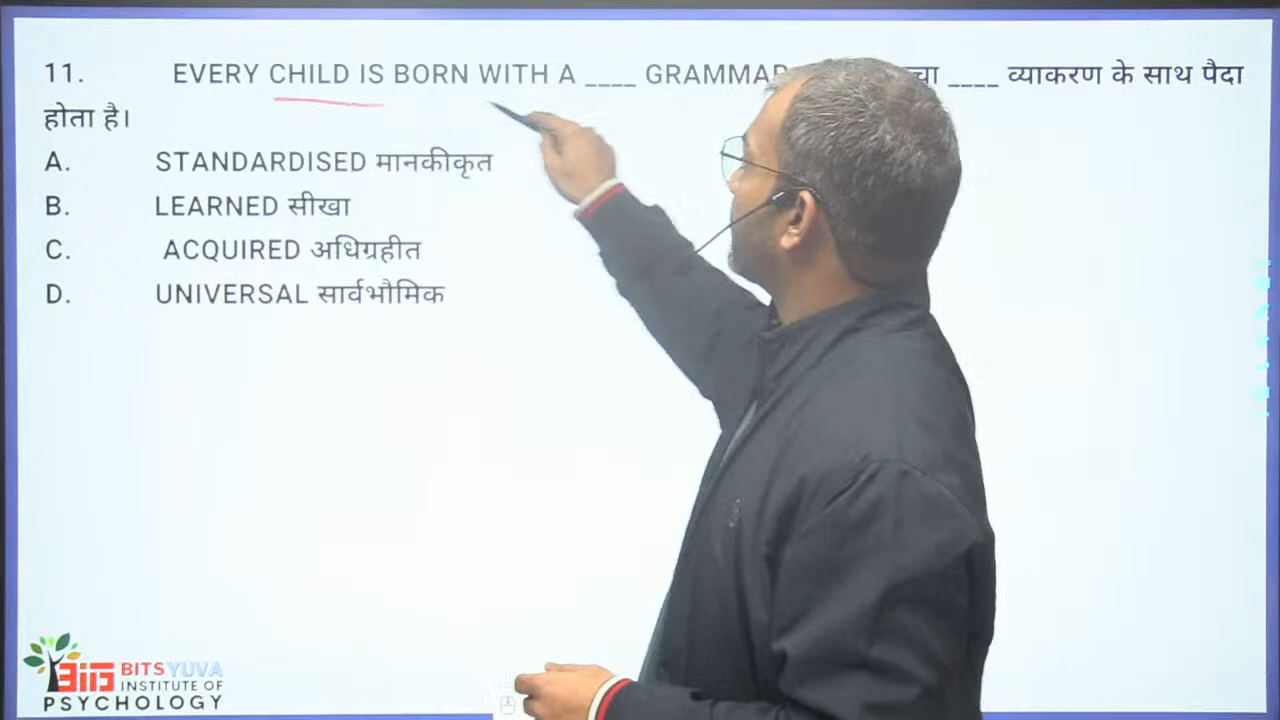 11. EVERY CHILD IS BORN WITH A ____ GRAMMAR ____ व्याकरण के साथ पैदा
होता है।
A. STANDARDISED मानकीकृत
B. LEARNED सीखा
C. ACQUIRED अधिग्रहीत
D. UNIVERSAL सार्वभौमिक
BITS YUVA
INSTITUTE OF
PSYCHOLOGY